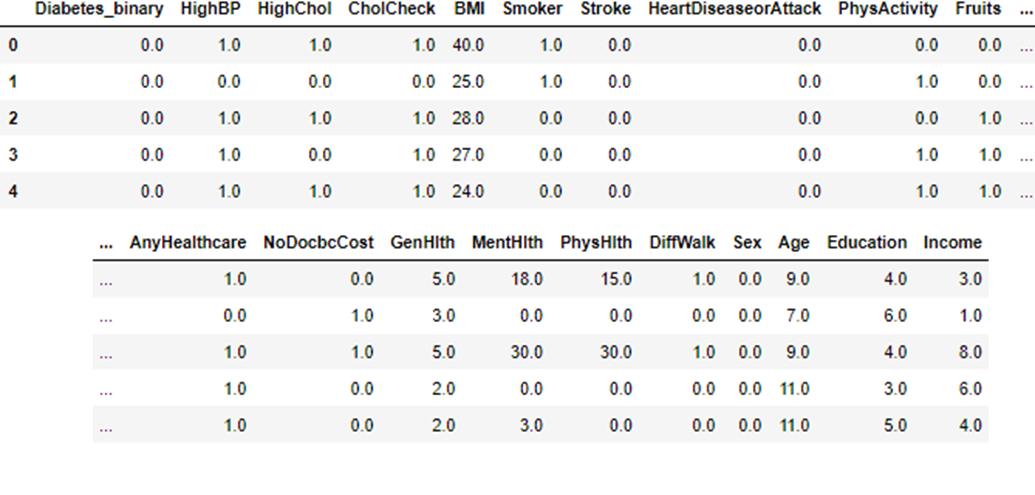 Diabetes_binary HighBP HighChol CholCheck BMI Smoker Stroke HeartDiseaseorAttack PhysActivity Fruits ...
0 0.0 1.0 1.0 1.0 40.0 1.0 0.0 0.0 0.0 0.0 ...
1 0.0 0.0 0.0 0.0 25.0 1.0 0.0 0.0 1.0 0.0 ...
2 0.0 1.0 1.0 1.0 28.0 0.0 0.0 0.0 0.0 1.0 ...
3 0.0 1.0 0.0 1.0 27.0 0.0 0.0 0.0 1.0 1.0 ...
4 0.0 1.0 1.0 1.0 24.0 0.0 0.0 0.0 1.0 1.0 ...
... AnyHealthcare NoDocbcCost GenHlth MentHlth PhysHlth DiffWalk Sex Age Education Income
... 1.0 0.0 5.0 18.0 15.0 1.0 0.0 9.0 4.0 3.0
... 0.0 1.0 3.0 0.0 0.0 0.0 0.0 7.0 6.0 1.0
... 1.0 1.0 5.0 30.0 30.0 1.0 0.0 9.0 4.0 8.0
... 1.0 0.0 2.0 0.0 0.0 0.0 0.0 11.0 3.0 6.0
... 1.0 0.0 2.0 3.0 0.0 0.0 0.0 11.0 5.0 4.0